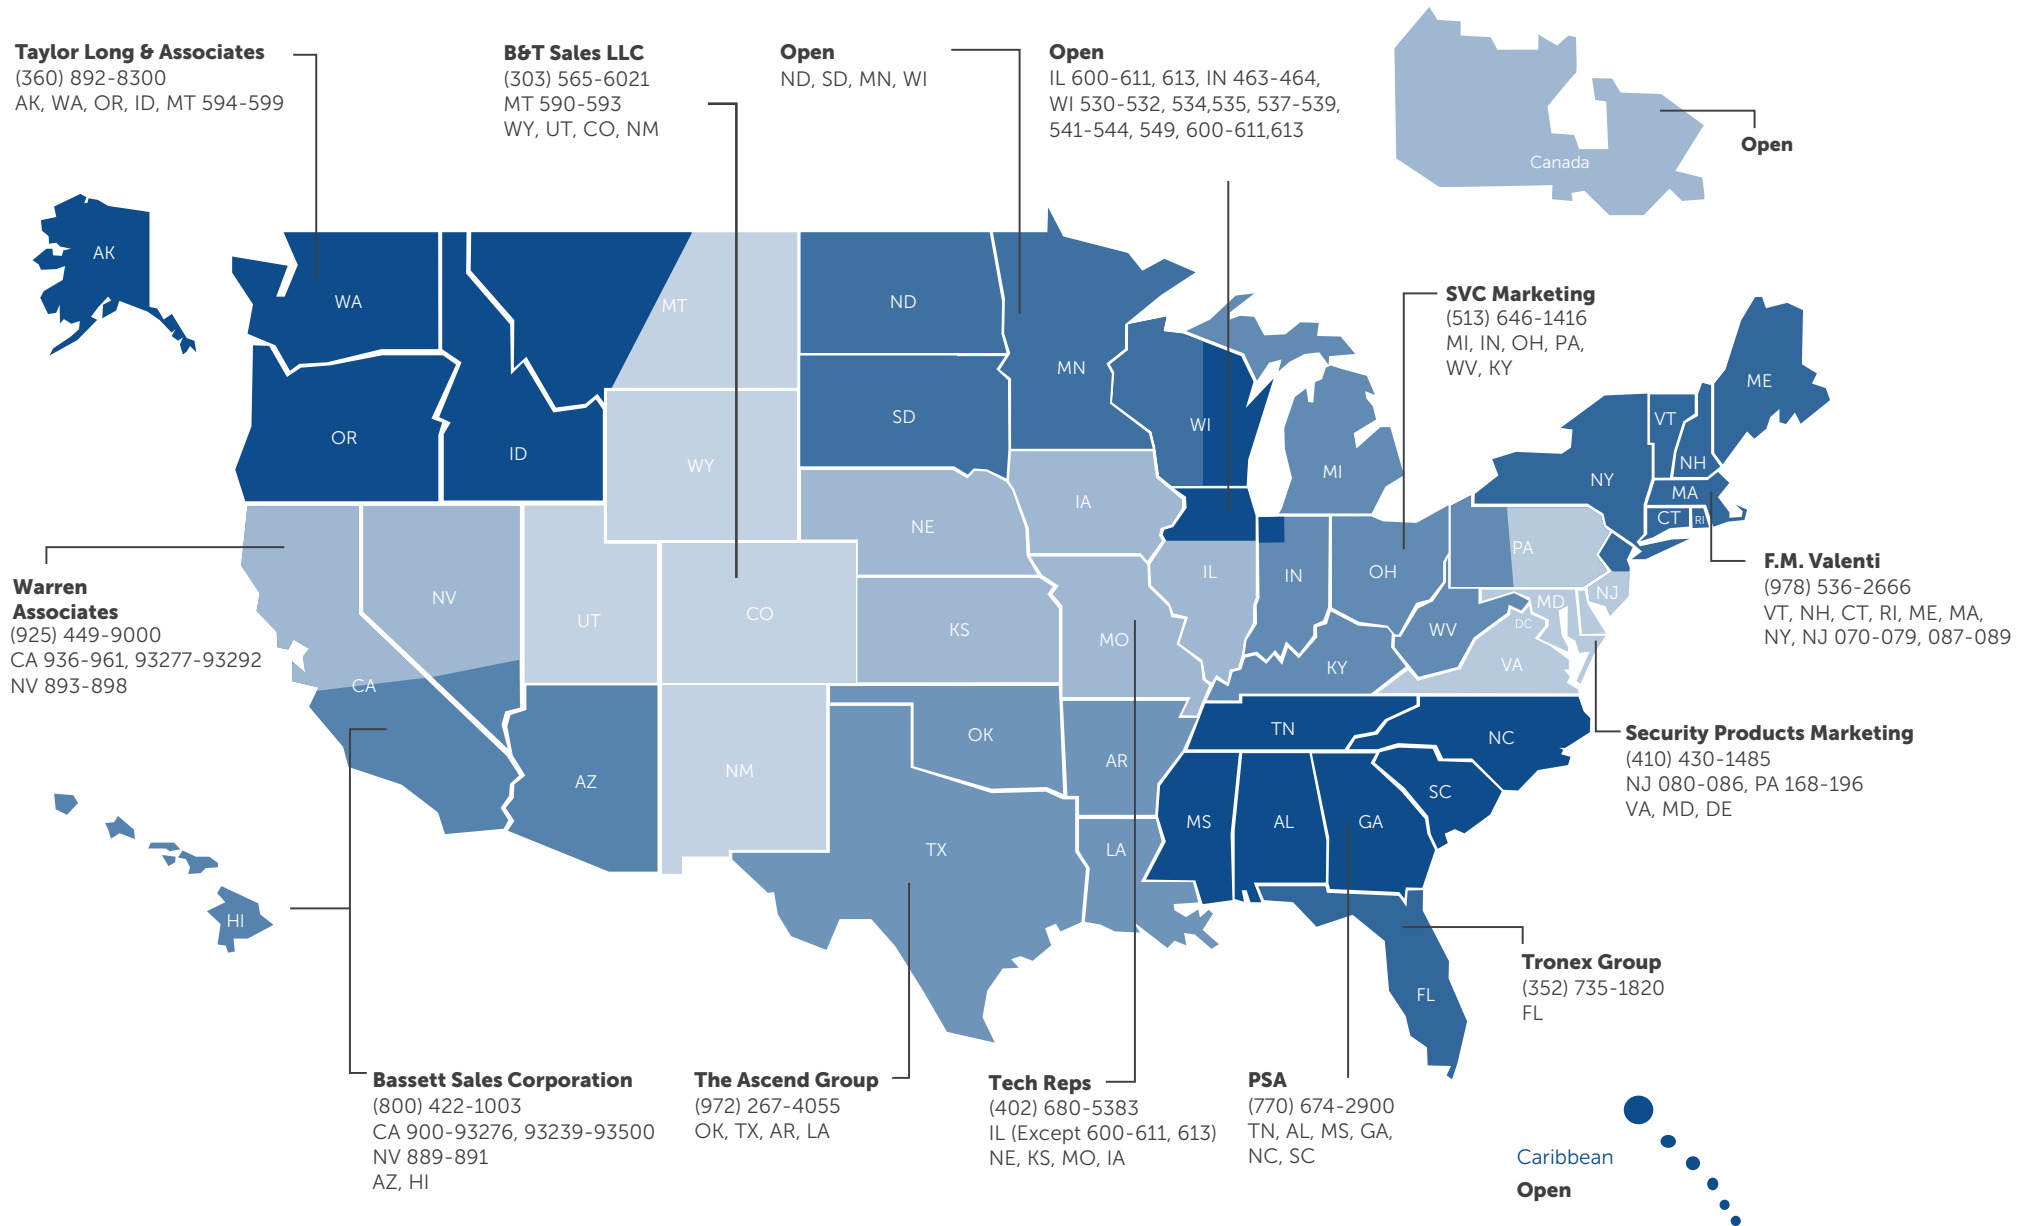 Taylor Long & Associates
(360) 892-8300
AK, WA, OR, ID, MT 594-599
B&T Sales LLC
(303) 565-6021
MT 590-593
WY, UT, CO, NM
Open
ND, SD, MN, WI
Open
IL 600-611, 613, IN 463-464,
WI 530-532, 534,535, 537-539,
541-544, 549, 600-611,613
Canada
Open
AK
WA
MT
ND
MN
OR
ID
WY
SD
WI
MI
SVC Marketing
(513) 646-1416
MI, IN, OH, PA,
WV, KY
ME
VT
NH
NY
MA
CT
RI
NE
IA
PA
NJ
MD
DC
NV
UT
CO
KS
MO
IL
IN
OH
WV
VA
KY
CA
F.M. Valenti
(978) 536-2666
VT, NH, CT, RI, ME, MA,
NY, NJ 070-079, 087-089
Warren
Associates
(925) 449-9000
CA 936-961, 93277-93292
NV 893-898
AZ
NM
OK
AR
TN
NC
SC
MS
AL
GA
TX
LA
FL
HI
Security Products Marketing
(410) 430-1485
NJ 080-086, PA 168-196
VA, MD, DE
Tronex Group
(352) 735-1820
FL
Bassett Sales Corporation
(800) 422-1003
CA 900-93276, 93239-93500
NV 889-891
AZ, HI
The Ascend Group
(972) 267-4055
OK, TX, AR, LA
Tech Reps
(402) 680-5383
IL (Except 600-611, 613)
NE, KS, MO, IA
PSA
(770) 674-2900
TN, AL, MS, GA,
NC, SC
Caribbean
Open